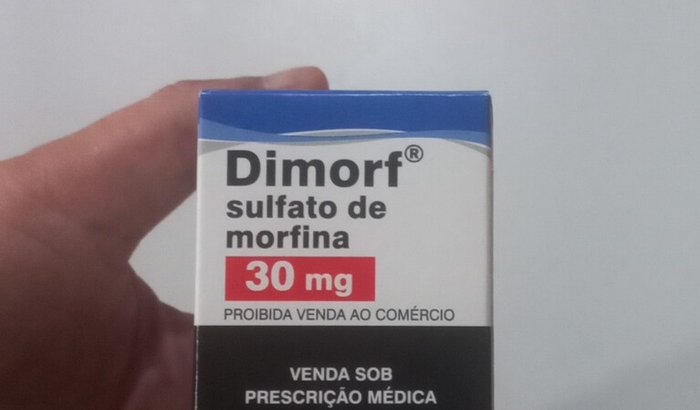 Dimorf®
sulfato de
morfina
30 mg
PROIBIDA VENDA AO COMÉRCIO
VENDA SOB
PRESCRIÇÃO MÉDICA